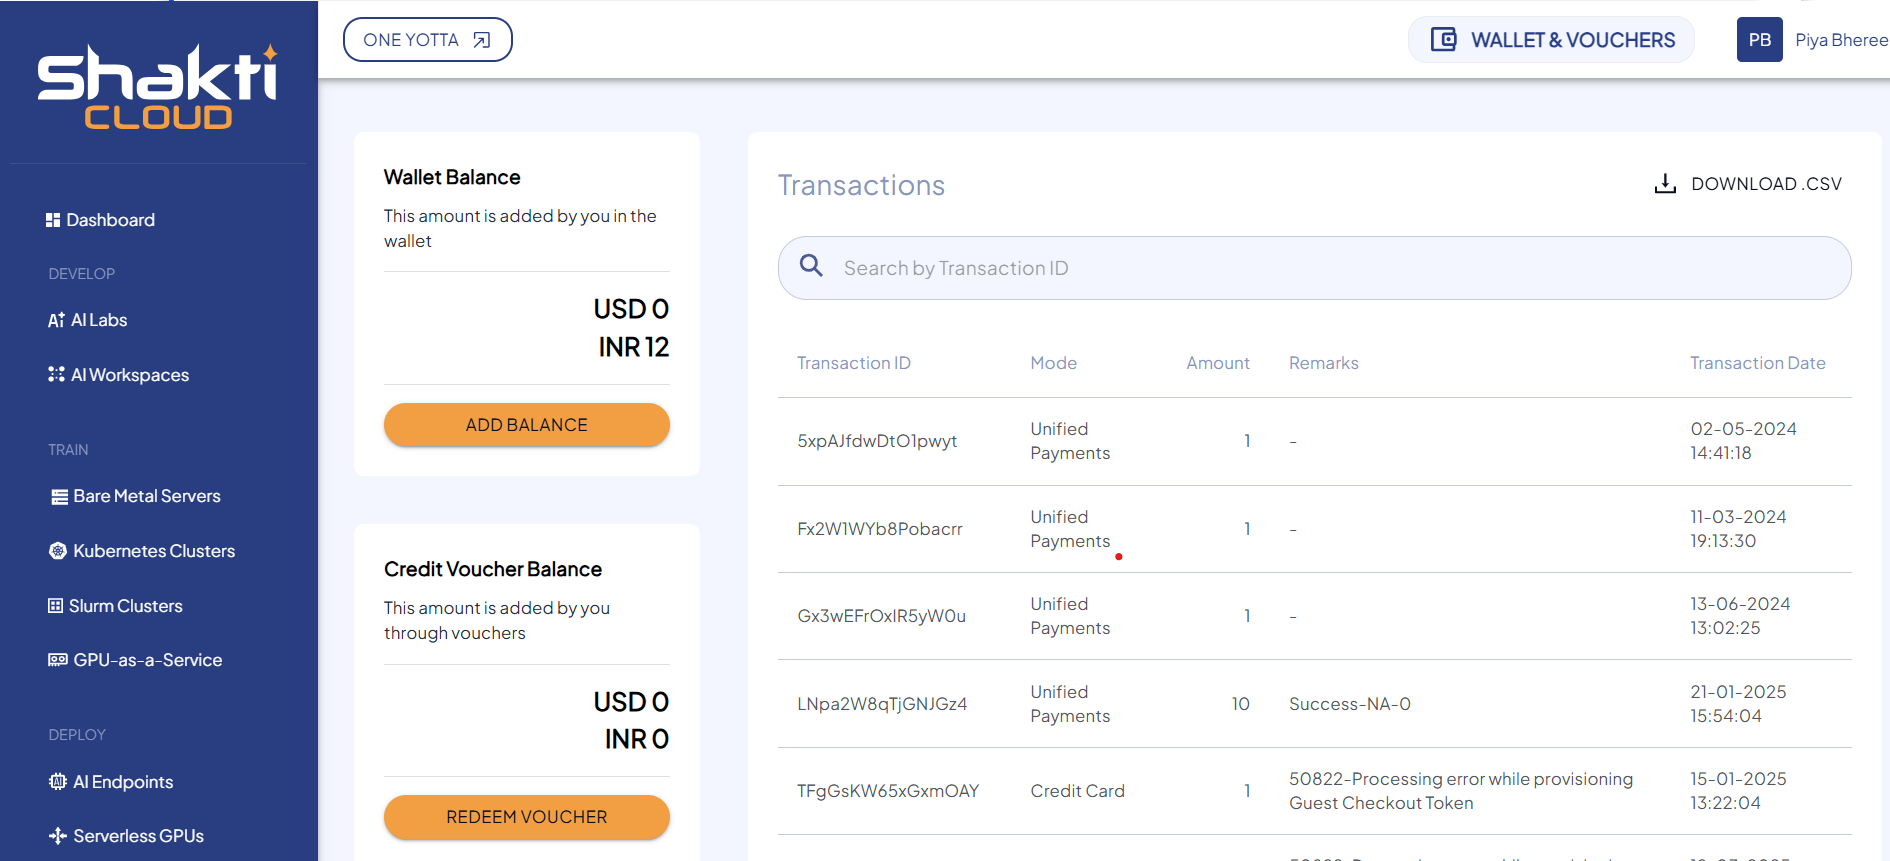 Shakti
CLOUD
Dashboard
DEVELOP
AI Labs
AI Workspaces
TRAIN
Bare Metal Servers
Kubernetes Clusters
Slurm Clusters
GPU-as-a-Service
DEPLOY
AI Endpoints
Serverless GPUs
ONE YOTTA
WALLET & VOUCHERS
PB
Piya Bheree
Wallet Balance
This amount is added by you in the
wallet
USD 0
INR 12
ADD BALANCE
Credit Voucher Balance
This amount is added by you
through vouchers
USD 0
INR 0
REDEEM VOUCHER
Transactions
DOWNLOAD .CSV
Search by Transaction ID
Transaction ID Mode Amount Remarks Transaction Date
5xpAJfdwDtO1pwyt Unified Payments 1 - 02-05-2024 14:41:18
Fx2W1WYb8Pobacrr Unified Payments 1 - 11-03-2024 19:13:30
Gx3wEFrOxIR5yW0u Unified Payments 1 - 13-06-2024 13:02:25
LNpa2W8qTjGNJGz4 Unified Payments 10 Success-NA-0 21-01-2025 15:54:04
TFgGsKW65xGxmOAY Credit Card 1 50822-Processing error while provisioning Guest Checkout Token 15-01-2025 13:22:04